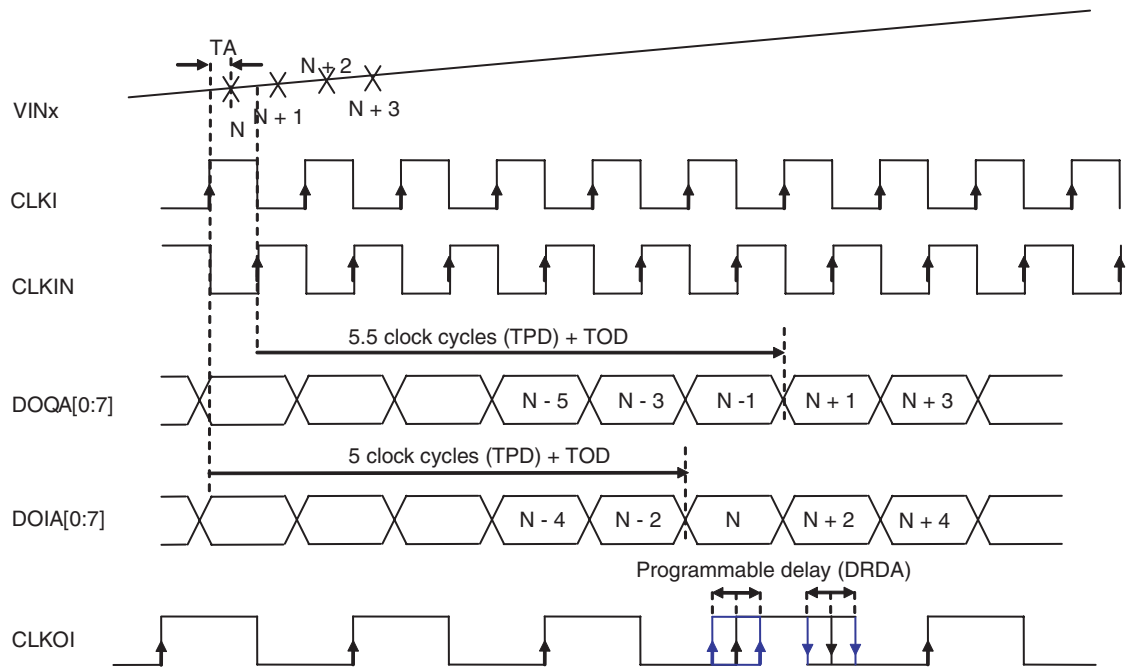 TA
N + 2
VINx
N
N + 1
N + 3
CLKI
CLKIN
5.5 clock cycles (TPD) + TOD
DOQA[0:7]
N - 5
N - 3
N -1
N + 1
N + 3
5 clock cycles (TPD) + TOD
DOIA[0:7]
N - 4
N - 2
N
N + 2
N + 4
Programmable delay (DRDA)
CLKOI